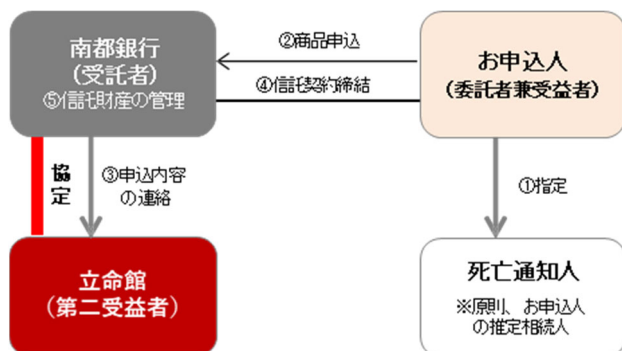 南都銀行
(受託者)
⑤信託財産の管理
②商品申込
④信託契約締結
お申込人
(委託者兼受益者)
協定
③申込内容
の連絡
①指定
立命館
(第二受益者)
死亡通知人
※原則、お申込人
の推定相続人